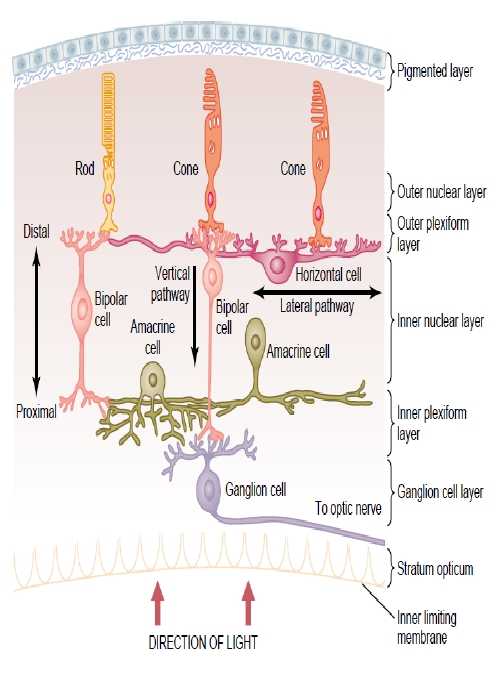 Pigmented layer
Rod
Cone
Cone
Outer nuclear layer
Outer plexiform
layer
Distal
Vertical
pathway
Horizontal cell
Lateral pathway
Bipolar
cell
Bipolar
cell
Inner nuclear layer
Amacrine
cell
Amacrine cell
Proximal
Inner plexiform
layer
Ganglion cell
Ganglion cell layer
To optic nerve
Stratum opticum
Inner limiting
membrane
DIRECTION OF LIGHT